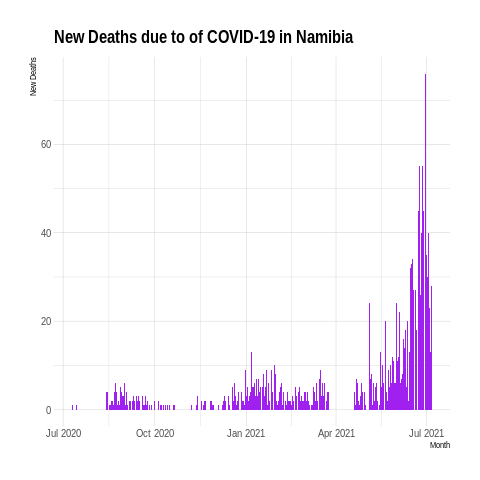 New Deaths due to of COVID-19 in Namibia
New Deaths
60
40
20
0
Jul 2020 Oct 2020 Jan 2021 Apr 2021 Jul 2021
Month